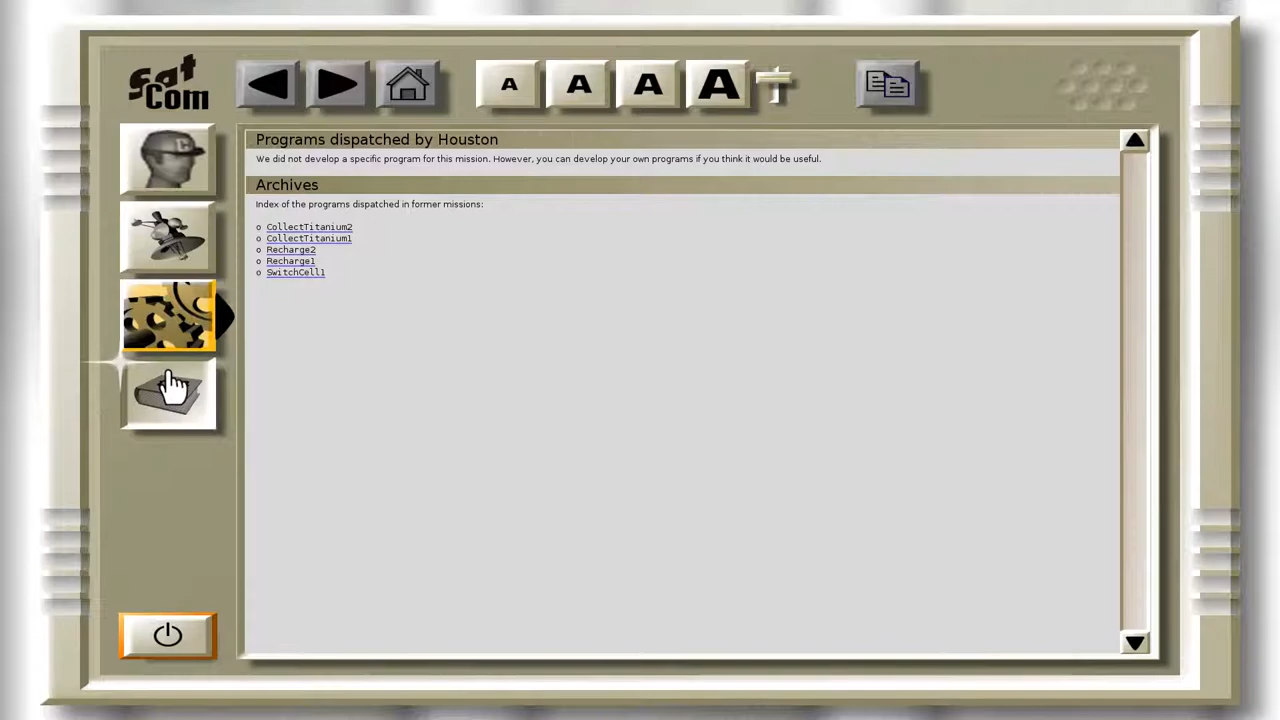 Sat
Com
A A A A
Programs dispatched by Houston
We did not develop a specific program for this mission. However, you can develop your own programs if you think it would be useful.
Archives
Index of the programs dispatched in former missions:
o CollectTitanium2
o CollectTitanium1
o Recharge2
o Recharge1
o SwitchCell1